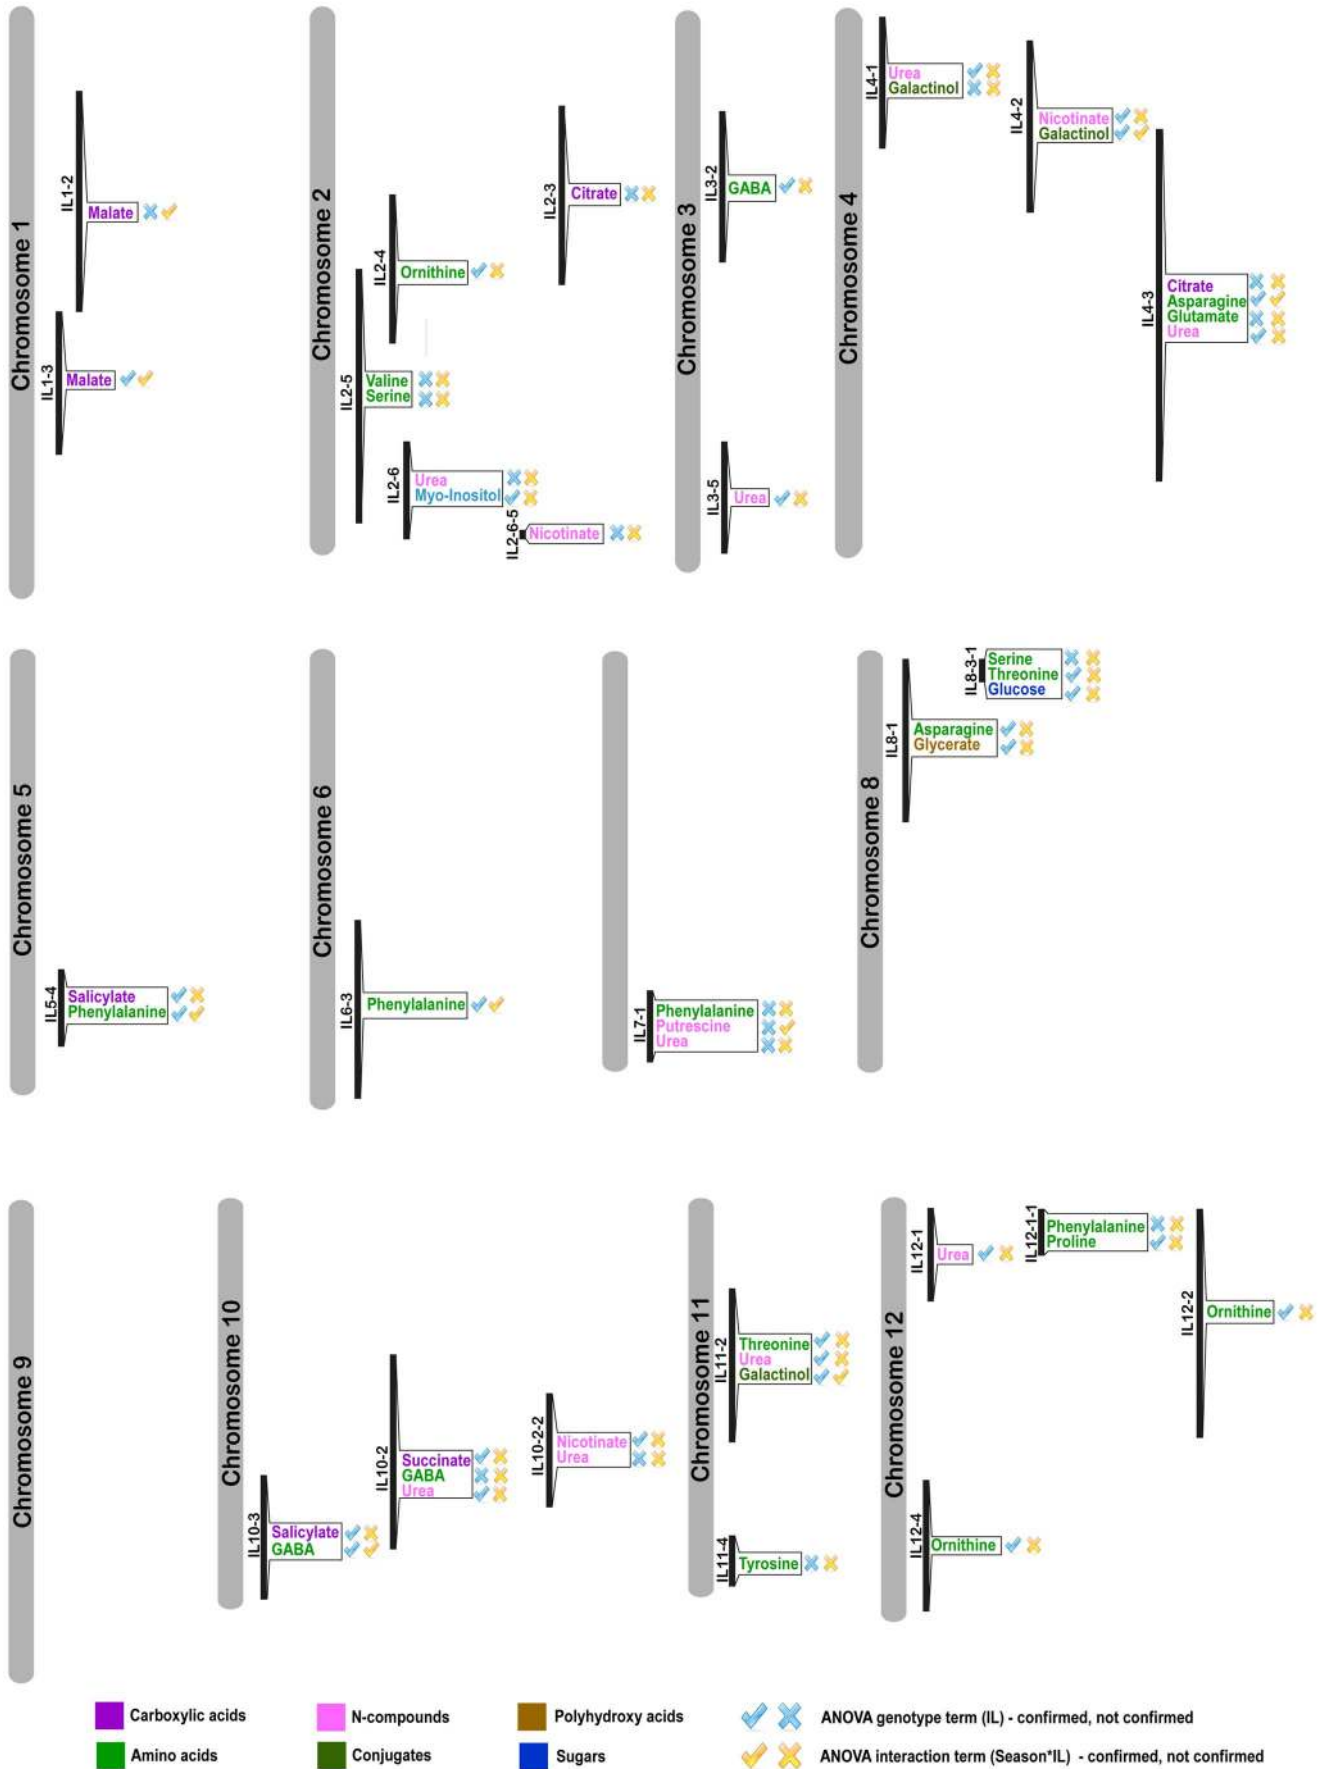 Chromosome 1
IL1-2
Malate
IL1-3
Malate
Chromosome 2
IL2-3
Citrate
IL2-4
Ornithine
IL2-5
Valine
Serine
IL2-6
Urea
Myo-Inositol
IL2-6-5
Nicotinate
Chromosome 3
IL3-2
GABA
IL3-5
Urea
Chromosome 4
IL4-1
Urea
Galactinol
IL4-2
Nicotinate
Galactinol
IL4-3
Citrate
Asparagine
Glutamate
Urea
Chromosome 5
IL5-4
Salicylate
Phenylalanine
Chromosome 6
IL6-3
Phenylalanine
IL7-1
Phenylalanine
Putrescine
Urea
Chromosome 8
IL8-1
Asparagine
Glycerate
IL8-3-1
Serine
Threonine
Glucose
Chromosome 9
Chromosome 10
IL10-3
Salicylate
GABA
IL10-2
Succinate
GABA
Urea
IL10-2-2
Nicotinate
Urea
Chromosome 11
IL11-2
Threonine
Urea
Galactinol
IL11-4
Tyrosine
Chromosome 12
IL12-1
Urea
IL12-1-1
Phenylalanine
Proline
IL12-2
Ornithine
IL12-4
Ornithine
Carboxylic acids
N-compounds
Polyhydroxy acids
ANOVA genotype term (IL) - confirmed, not confirmed
Amino acids
Conjugates
Sugars
ANOVA interaction term (Season*IL) - confirmed, not confirmed